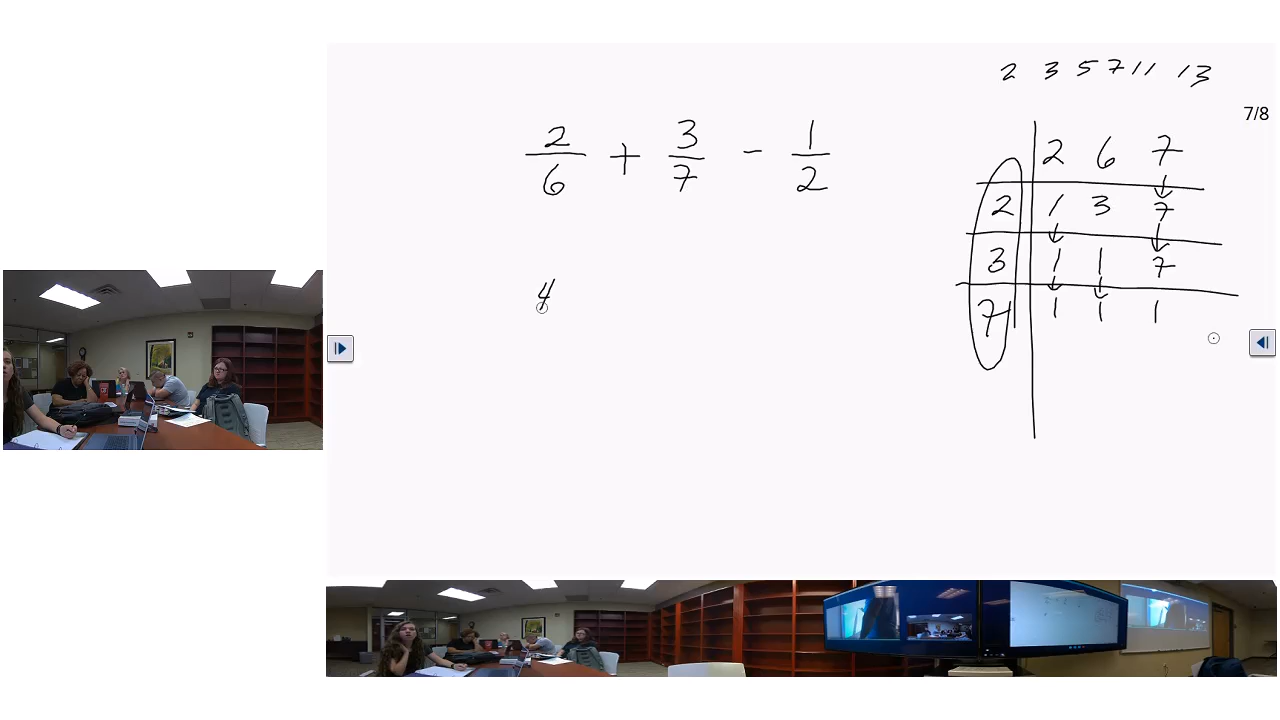 2 3 5 7 11 13
7/8
2/6 + 3/7 - 1/2
2 6 7
2 1 3 7
3 1 1 7
7 1 1 1
4